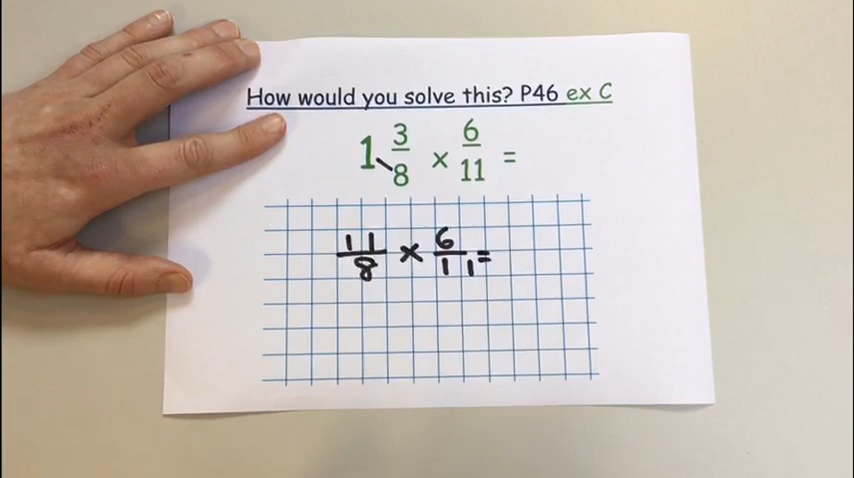 How would you solve this? P46 ex C
1 3/8 × 6/11 =
11/8 × 6/11 =